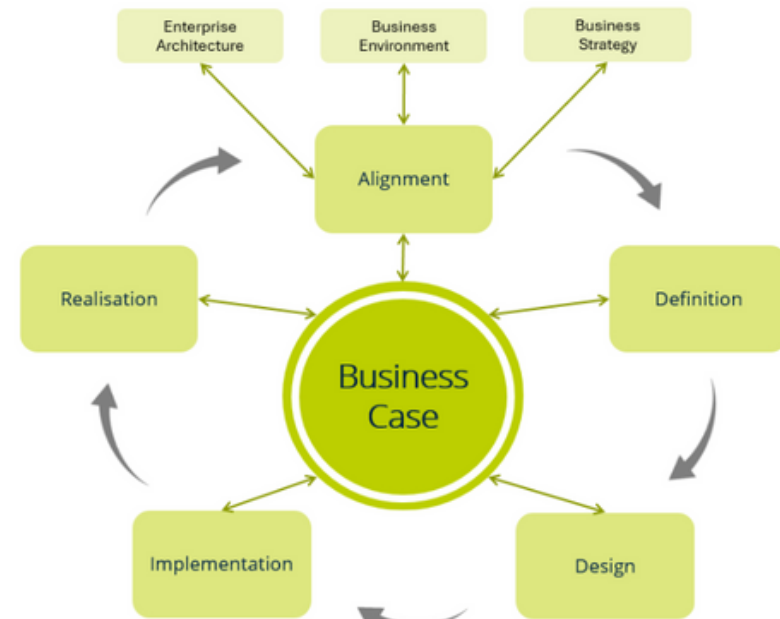 Enterprise
Architecture
Business
Environment
Business
Strategy
Alignment
Realisation
Definition
Business
Case
Implementation
Design